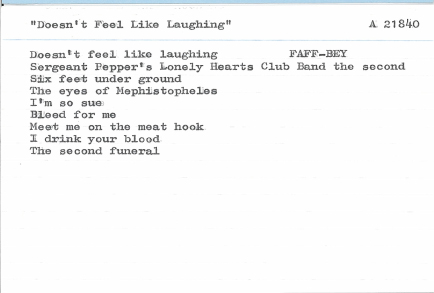 "Doesn't Feel Like Laughing" A 21840
Doesn't feel like laughing FAFF-BEY
Sergeant Pepper's Lonely Hearts Club Band the second
Six feet under ground
The eyes of Mephistopheles
I'm so sue
Bleed for me
Meet me on the meat hook
I drink your blood
The second funeral